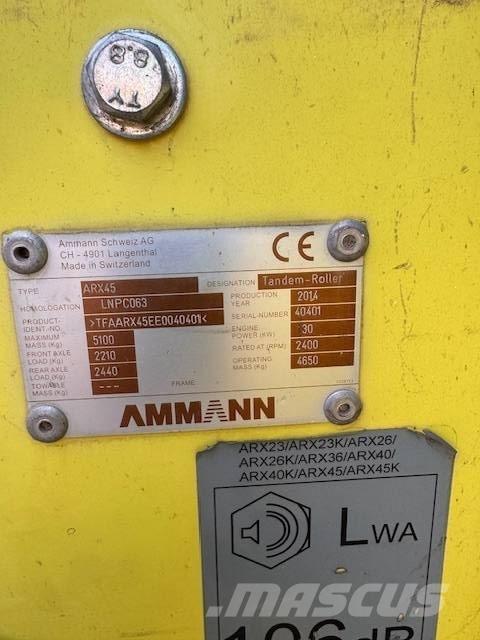 8.8
YY
Ammann Schweiz AG
CH - 4901 Langenthal
Made in Switzerland
CE
TYPE ARX45 DESIGNATION Tandem-Roller
HOMOLOGATION LNPC063 PRODUCTION YEAR 2014
PRODUCT-IDENT.-NO. >TFAARX45EE0040401< SERIAL-NUMBER 40401
MAXIMUM MASS (Kg) 5100 ENGINE POWER (KW) 30
FRONT AXLE LOAD (Kg) 2210 RATED AT (RPM) 2400
REAR AXLE LOAD (Kg) 2440 OPERATING MASS (Kg) 4650
TOWABLE MASS (Kg) --- FRAME
AMMANN
ARX23/ARX23K/ARX26/
ARX26K/ARX36/ARX40/
ARX40K/ARX45/ARX45K
LWA
106dB
MASCUS